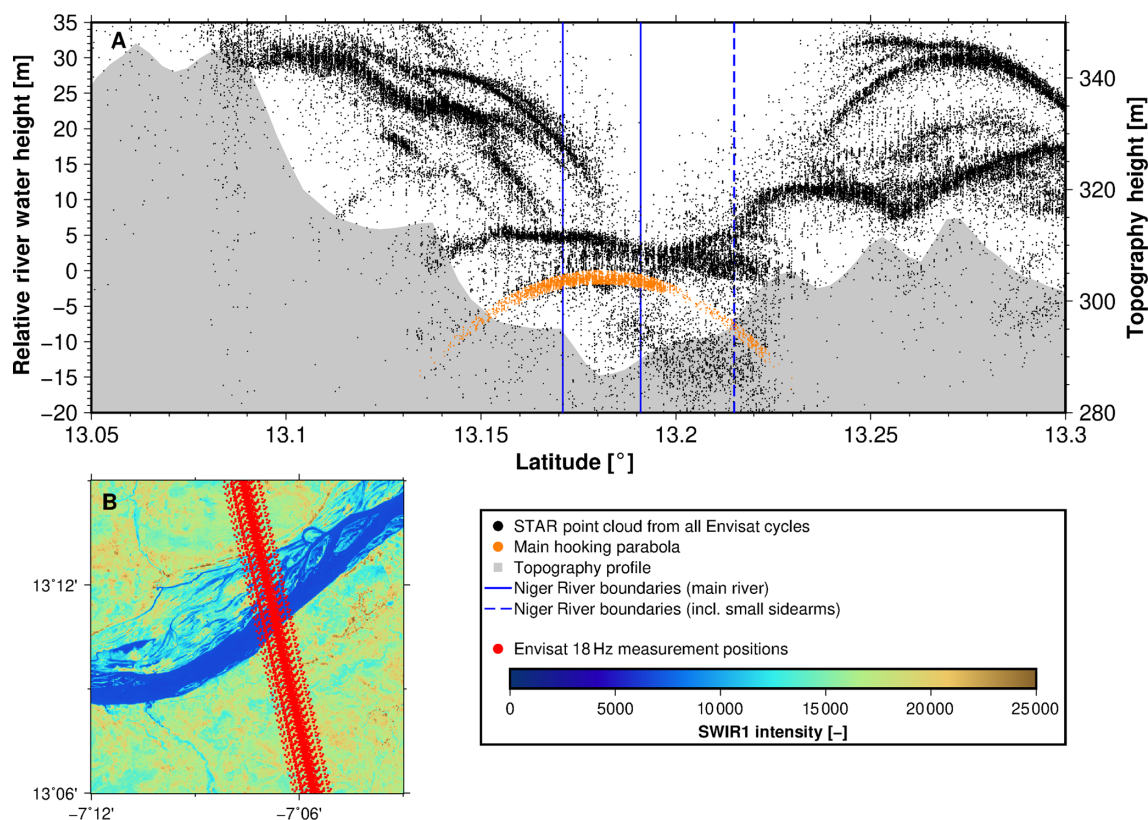 A
35
30
25
20
15
10
5
0
−5
−10
−15
−20
Relative river water height [m]
340
320
300
280
Topography height [m]
13.05
13.1
13.15
13.2
13.25
13.3
Latitude [°]
B
13°12'
13°06'
−7°12'
−7°06'
STAR point cloud from all Envisat cycles
Main hooking parabola
Topography profile
Niger River boundaries (main river)
Niger River boundaries (incl. small sidearms)
Envisat 18 Hz measurement positions
0
5000
10000
15000
20000
25000
SWIR1 intensity [−]